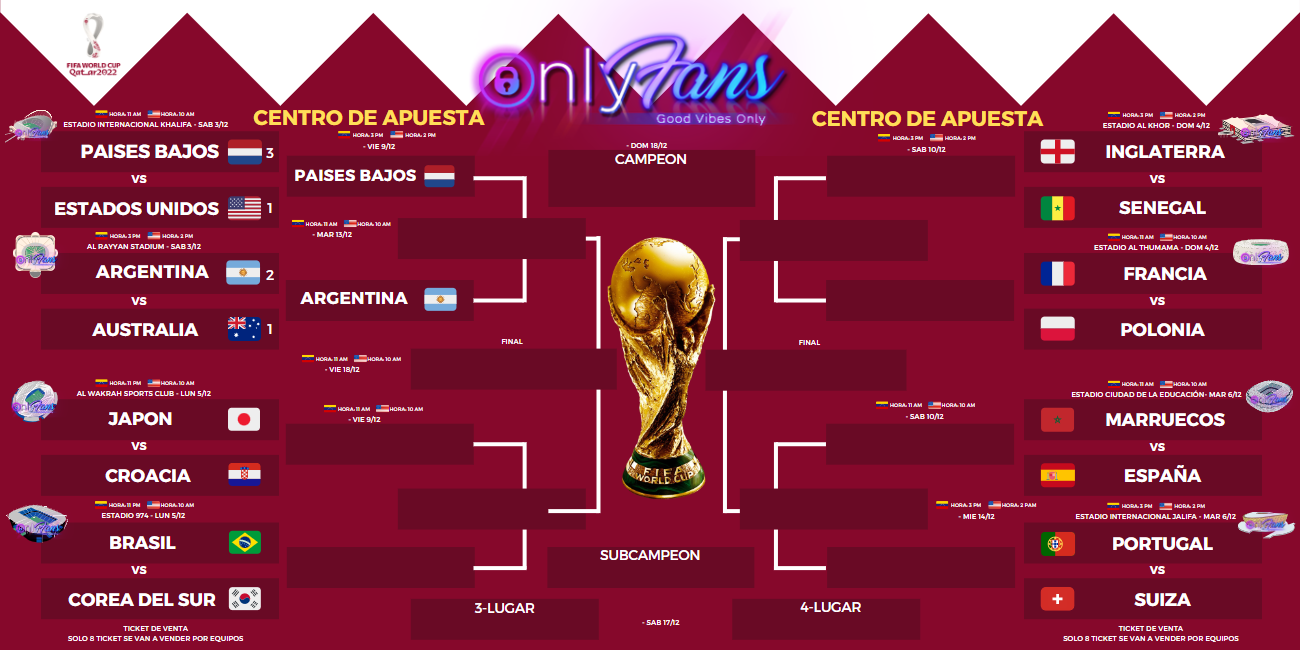 FIFA WORLD CUP
Qatar2022
OnlyFans
Good Vibes Only
CENTRO DE APUESTA
CENTRO DE APUESTA
HORA: 11 AM HORA: 10 AM
ESTADIO INTERNACIONAL KHALIFA - SAB 3/12
PAISES BAJOS 3
VS
ESTADOS UNIDOS 1
HORA: 3 PM HORA: 2 PM
AL RAYYAN STADIUM - SAB 3/12
ARGENTINA 2
VS
AUSTRALIA 1
HORA: 11 PM HORA: 10 AM
AL WAKRAH SPORTS CLUB - LUN 5/12
JAPON
VS
CROACIA
HORA: 11 PM HORA: 10 AM
ESTADIO 974 - LUN 5/12
BRASIL
VS
COREA DEL SUR
TICKET DE VENTA
SOLO 8 TICKET SE VAN A VENDER POR EQUIPOS
HORA: 3 PM HORA: 2 PM
- VIE 9/12
PAISES BAJOS
HORA: 11 AM HORA: 10 AM
- MAR 13/12
ARGENTINA
FINAL
HORA: 11 AM HORA: 10 AM
- VIE 18/12
HORA: 11 AM HORA: 10 AM
- VIE 9/12
- DOM 18/12
CAMPEON
FIFA
WORLD CUP
SUBCAMPEON
3-LUGAR
- SAB 17/12
4-LUGAR
HORA: 3 PM HORA: 2 PM
- SAB 10/12
FINAL
HORA: 11 AM HORA: 10 AM
- SAB 10/12
HORA: 3 PM HORA: 2 PAM
- MIE 14/12
HORA: 3 PM HORA: 2 PM
ESTADIO AL KHOR - DOM 4/12
INGLATERRA
VS
SENEGAL
HORA: 11 AM HORA: 10 AM
ESTADIO AL THUMAMA - DOM 4/12
FRANCIA
VS
POLONIA
HORA: 11 AM HORA: 10 AM
ESTADIO CIUDAD DE LA EDUCACIÓN- MAR 6/12
MARRUECOS
VS
ESPAÑA
HORA: 3 PM HORA: 2 PM
ESTADIO INTERNACIONAL JALIFA - MAR 6/12
PORTUGAL
VS
SUIZA
TICKET DE VENTA
SOLO 8 TICKET SE VAN A VENDER POR EQUIPOS